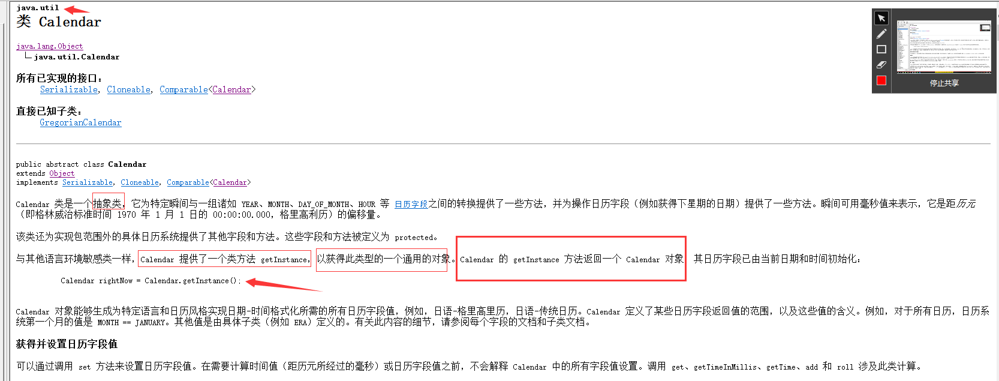 java.util
类 Calendar
java.lang.Object
java.util.Calendar
所有已实现的接口：
Serializable, Cloneable, Comparable<Calendar>
直接已知子类：
GregorianCalendar
public abstract class Calendar
extends Object
implements Serializable, Cloneable, Comparable<Calendar>
Calendar 类是一个抽象类，它为特定瞬间与一组诸如 YEAR、MONTH、DAY_OF_MONTH、HOUR 等 日历字段之间的转换提供了一些方法，并为操作日历字段（例如获得下星期的日期）提供了一些方法。瞬间可用毫秒值来表示，它是距历元
（即格林威治标准时间 1970 年 1 月 1 日的 00:00:00.000，格里高利历）的偏移量。
该类还为实现包范围外的具体日历系统提供了其他字段和方法。这些字段和方法被定义为 protected。
与其他语言环境敏感类一样，Calendar 提供了一个类方法 getInstance，以获得此类型的一个通用的对象。Calendar 的 getInstance 方法返回一个 Calendar 对象 其日历字段已由当前日期和时间初始化：
Calendar rightNow = Calendar.getInstance();
Calendar 对象能够生成为特定语言和日历风格实现日期-时间格式化所需的所有日历字段值，例如，日语-格里高里历，日语-传统日历。Calendar 定义了某些日历字段返回值的范围，以及这些值的含义。例如，对于所有日历，日历系
统第一个月的值是 MONTH == JANUARY。其他值是由具体子类（例如 ERA）定义的。有关此内容的细节，请参阅每个字段的文档和子类文档。
获得并设置日历字段值
可以通过调用 set 方法来设置日历字段值。在需要计算时间值（距历元所经过的毫秒）或日历字段值之前，不会解释 Calendar 中的所有字段值设置。调用 get、getTimeInMillis、getTime、add 和 roll 涉及此类计算。
停止共享